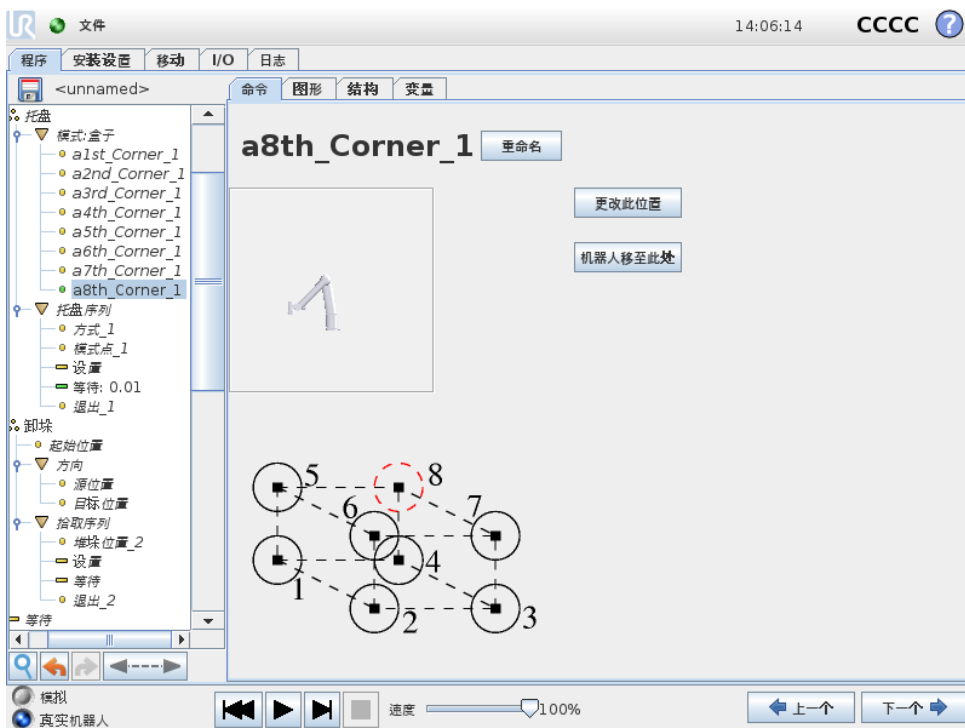 UR 文件 14:06:14 CCCC ?
程序 安装设置 移动 I/O 日志
<unnamed>
命令 图形 结构 变量
托盘
模式:盒子
a1st_Corner_1
a2nd_Corner_1
a3rd_Corner_1
a4th_Corner_1
a5th_Corner_1
a6th_Corner_1
a7th_Corner_1
a8th_Corner_1
托盘序列
方式_1
模式点_1
设置
等待: 0.01
退出_1
卸垛
起始位置
方向
源位置
目标位置
拾取序列
堆垛位置_2
设置
等待
退出_2
等待
a8th_Corner_1 重命名
更改此位置
机器人移至此处
5 8
6 7
4
1
2 3
模拟
真实机器人
速度 100%
上一个 下一个